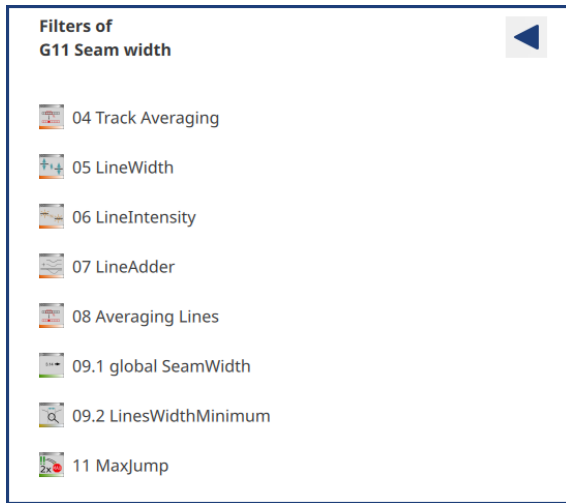 Filters of
G11 Seam width
04 Track Averaging
05 LineWidth
06 LineIntensity
07 LineAdder
08 Averaging Lines
09.1 global SeamWidth
09.2 LinesWidthMinimum
2x
11 MaxJump